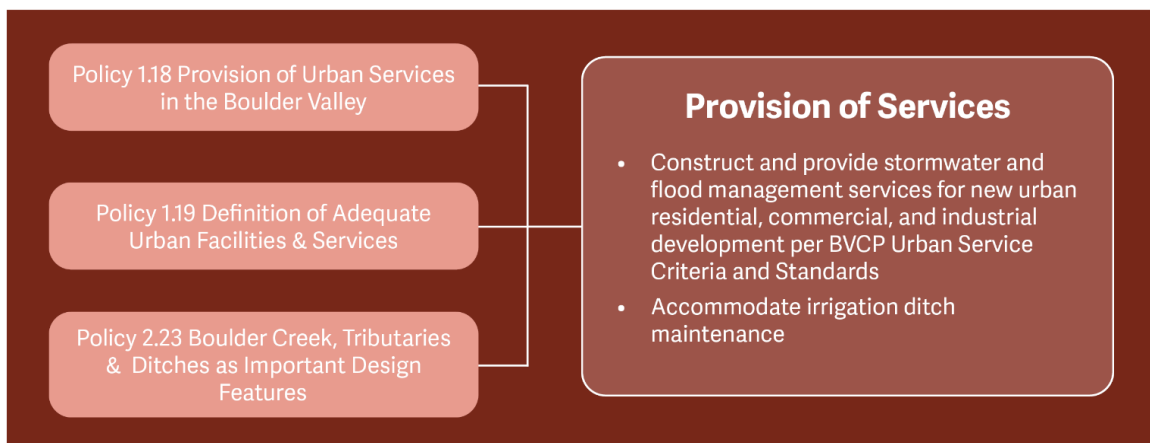 Policy 1.18 Provision of Urban Services
in the Boulder Valley
Policy 1.19 Definition of Adequate
Urban Facilities & Services
Policy 2.23 Boulder Creek, Tributaries
& Ditches as Important Design
Features
Provision of Services
• Construct and provide stormwater and
flood management services for new urban
residential, commercial, and industrial
development per BVCP Urban Service
Criteria and Standards
• Accommodate irrigation ditch
maintenance